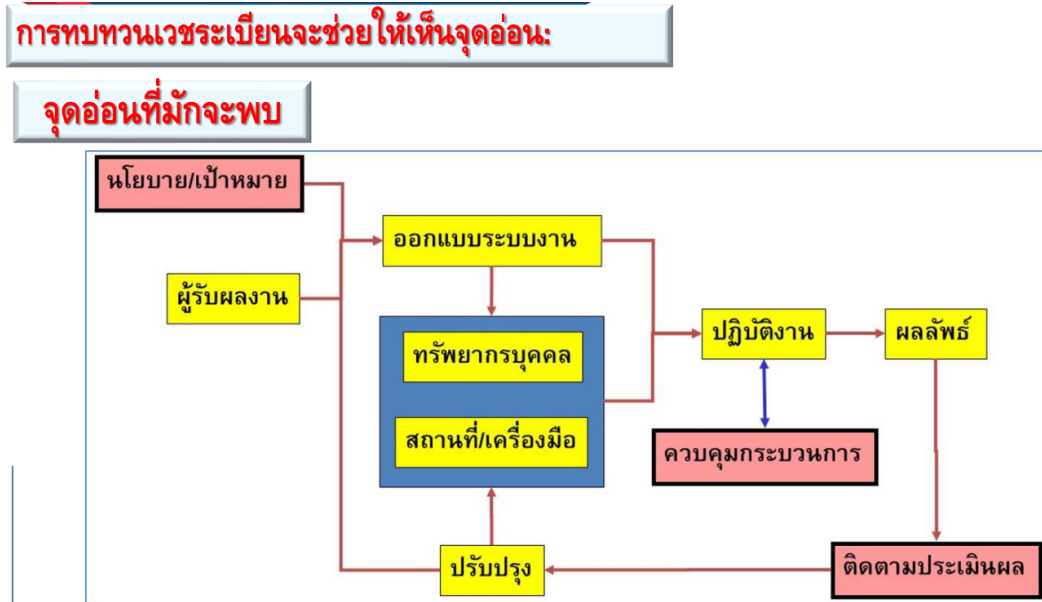 การทบทวนเวชระเบียนจะช่วยให้เห็นจุดอ่อน:
จุดอ่อนที่มักจะพบ
นโยบาย/เป้าหมาย
ออกแบบระบบงาน
ผู้รับผลงาน
ทรัพยากรบุคคล
สถานที่/เครื่องมือ
ปฏิบัติงาน
ผลลัพธ์
ควบคุมกระบวนการ
ปรับปรุง
ติดตามประเมินผล